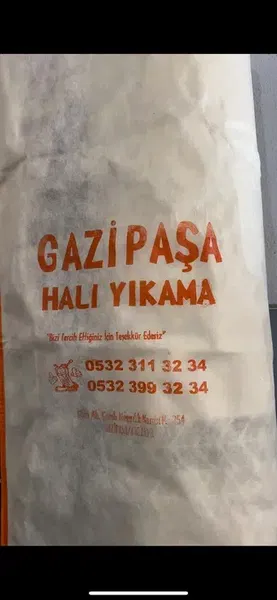 GAZİPAŞA
HALI YIKAMA
"Bizi Tercih Ettiğiniz İçin Teşekkür Ederiz"
0532 311 32 34
0532 399 32 34